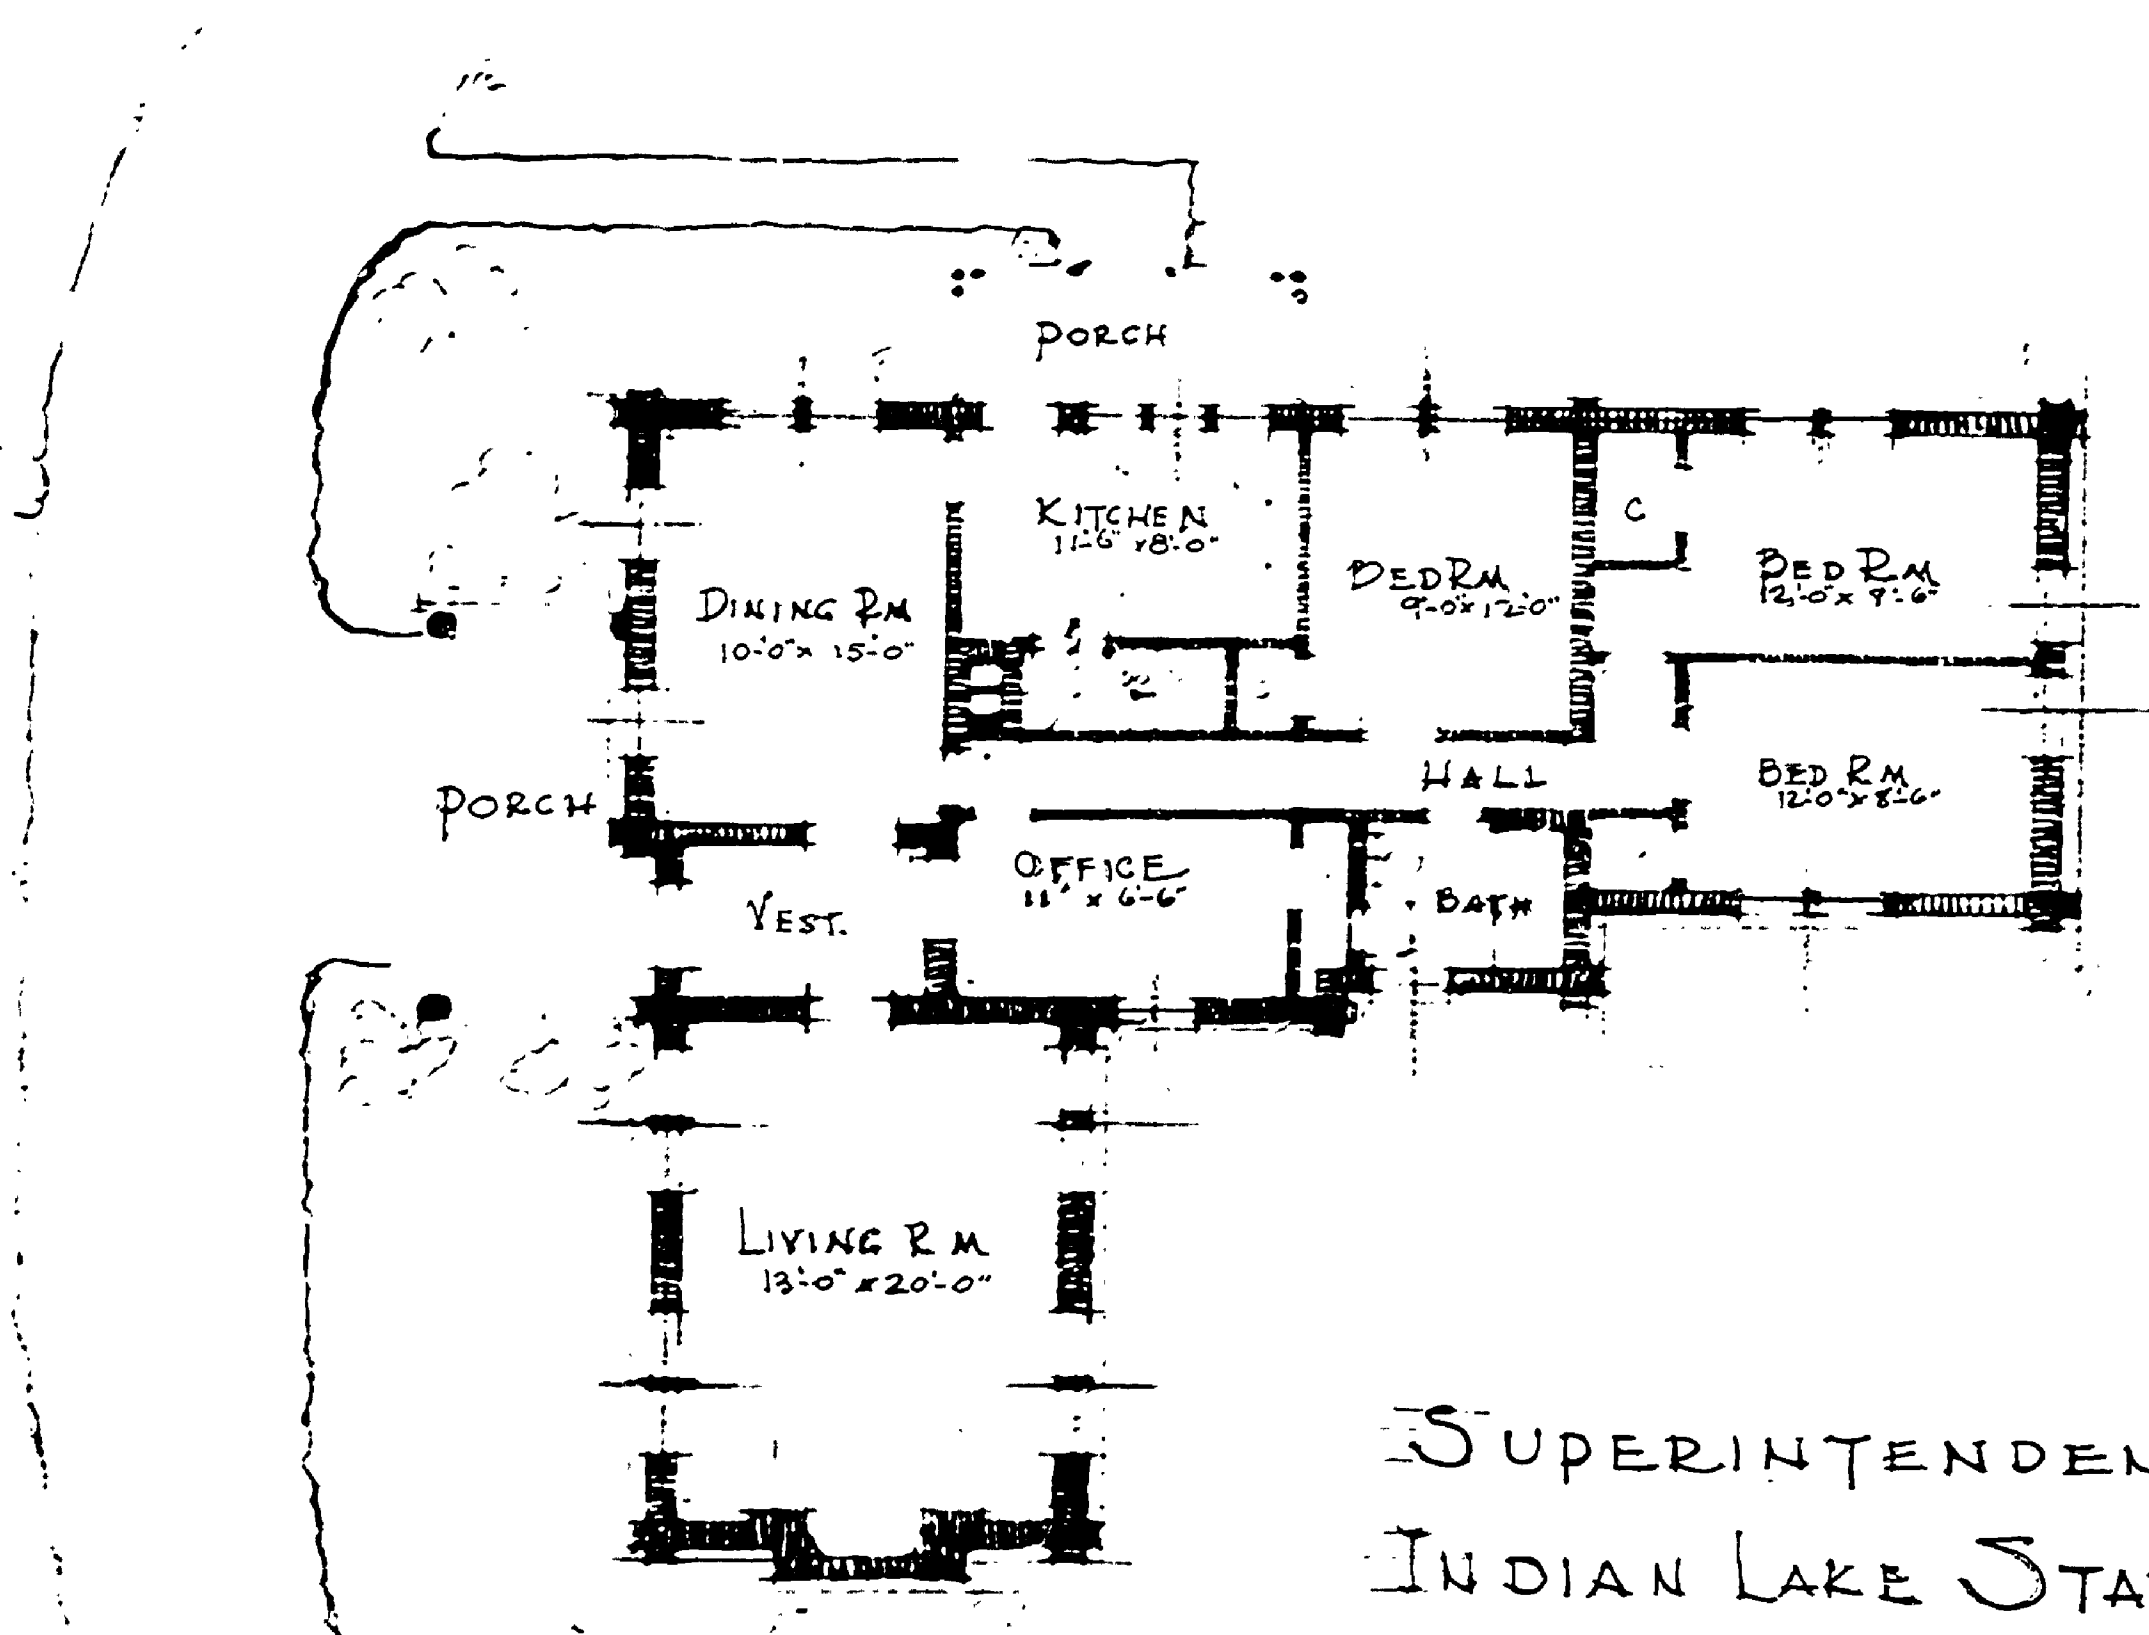 PORCH
KITCHEN
11'-6" x 8'-0"
C
BED RM
9'-0" x 12'-0"
BED RM
12'-0" x 9'-6"
DINING RM
10'-0" x 15'-0"
HALL
BED RM
12'-0" x 8'-6"
PORCH
OFFICE
11' x 6'-6"
VEST.
BATH
LIVING RM
13'-0" x 20'-0"
SUPERINTENDEN
INDIAN LAKE STA